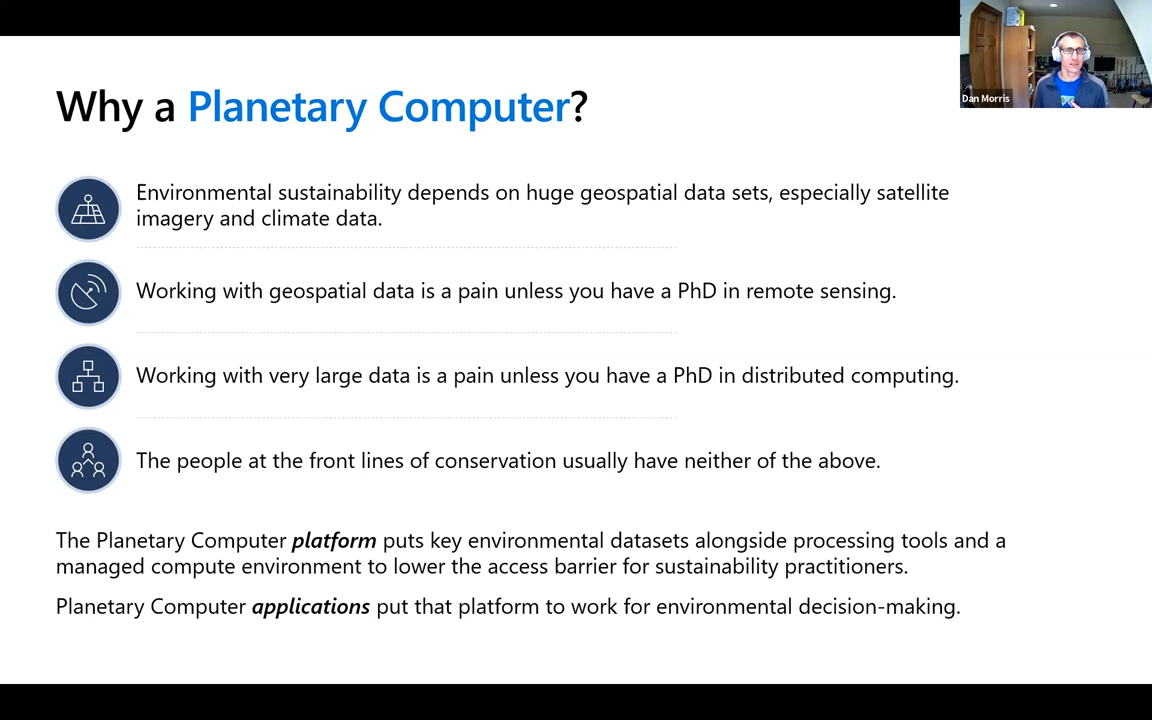 Dan Morris
Why a Planetary Computer?
Environmental sustainability depends on huge geospatial data sets, especially satellite
imagery and climate data.
Working with geospatial data is a pain unless you have a PhD in remote sensing.
Working with very large data is a pain unless you have a PhD in distributed computing.
The people at the front lines of conservation usually have neither of the above.
The Planetary Computer platform puts key environmental datasets alongside processing tools and a
managed compute environment to lower the access barrier for sustainability practitioners.
Planetary Computer applications put that platform to work for environmental decision-making.